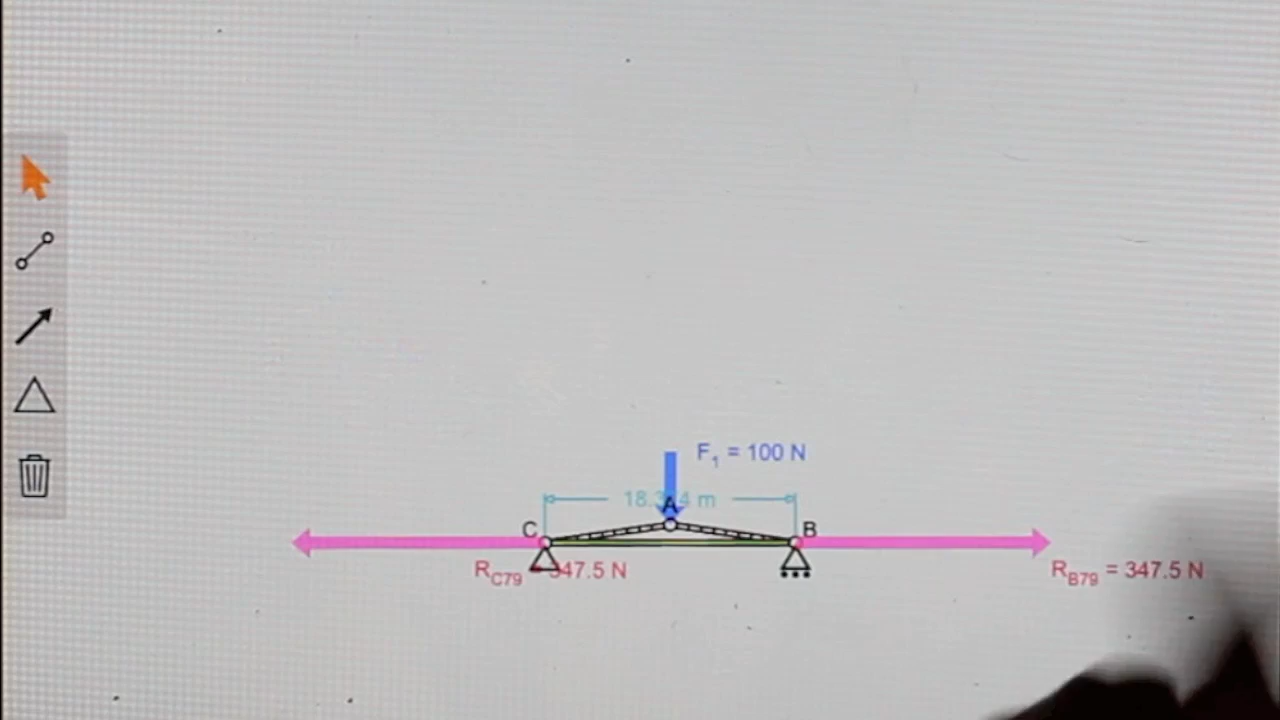 F1 = 100 N
A
C
B
RC79 = 347.5 N
RB79 = 347.5 N